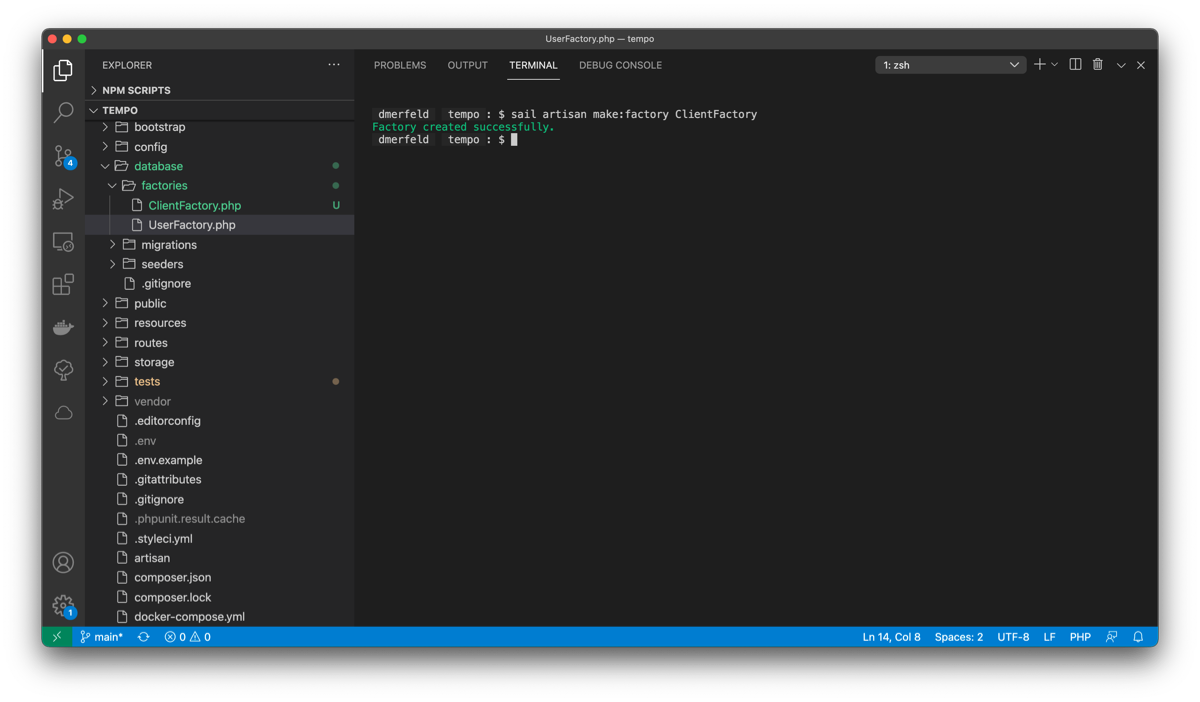 UserFactory.php — tempo
EXPLORER
NPM SCRIPTS
TEMPO
bootstrap
config
database
factories
ClientFactory.php U
UserFactory.php
migrations
seeders
.gitignore
public
resources
routes
storage
tests
vendor
.editorconfig
.env
.env.example
.gitattributes
.gitignore
.phpunit.result.cache
.styleci.yml
artisan
composer.json
composer.lock
docker-compose.yml
4
1
PROBLEMS OUTPUT TERMINAL DEBUG CONSOLE 1: zsh
dmerfeld tempo : $ sail artisan make:factory ClientFactory
Factory created successfully.
dmerfeld tempo : $
main* 0 0 Ln 14, Col 8 Spaces: 2 UTF-8 LF PHP